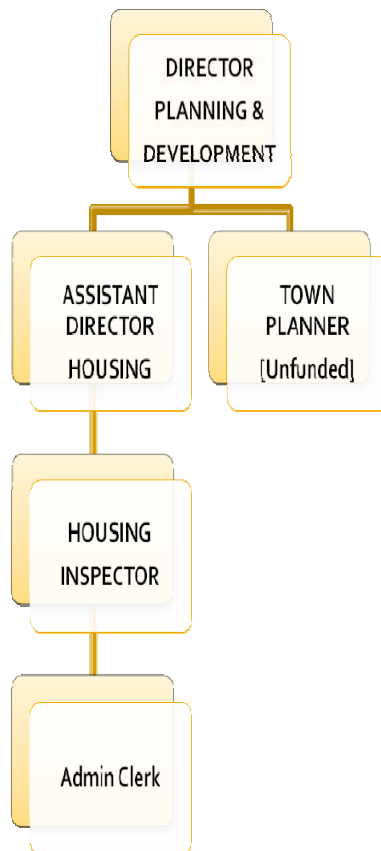 DIRECTOR
PLANNING &
DEVELOPMENT
ASSISTANT
DIRECTOR
HOUSING
TOWN
PLANNER
[Unfunded]
HOUSING
INSPECTOR
Admin Clerk